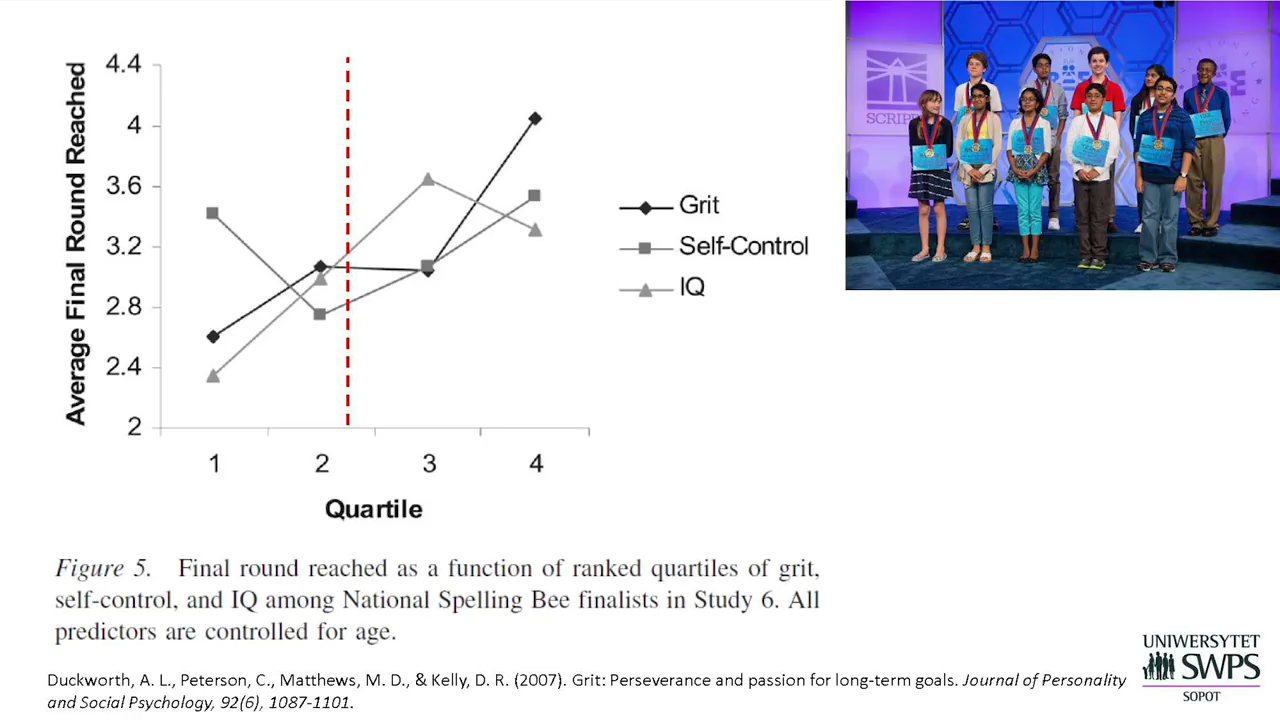 4.4
4
3.6
3.2
2.8
2.4
2
Average Final Round Reached
1 2 3 4
Quartile
Grit
Self-Control
IQ
SCRIPPS
Figure 5. Final round reached as a function of ranked quartiles of grit,
self-control, and IQ among National Spelling Bee finalists in Study 6. All
predictors are controlled for age.
Duckworth, A. L., Peterson, C., Matthews, M. D., & Kelly, D. R. (2007). Grit: Perseverance and passion for long-term goals. Journal of Personality
and Social Psychology, 92(6), 1087-1101.
UNIWERSYTET
SWPS
SOPOT